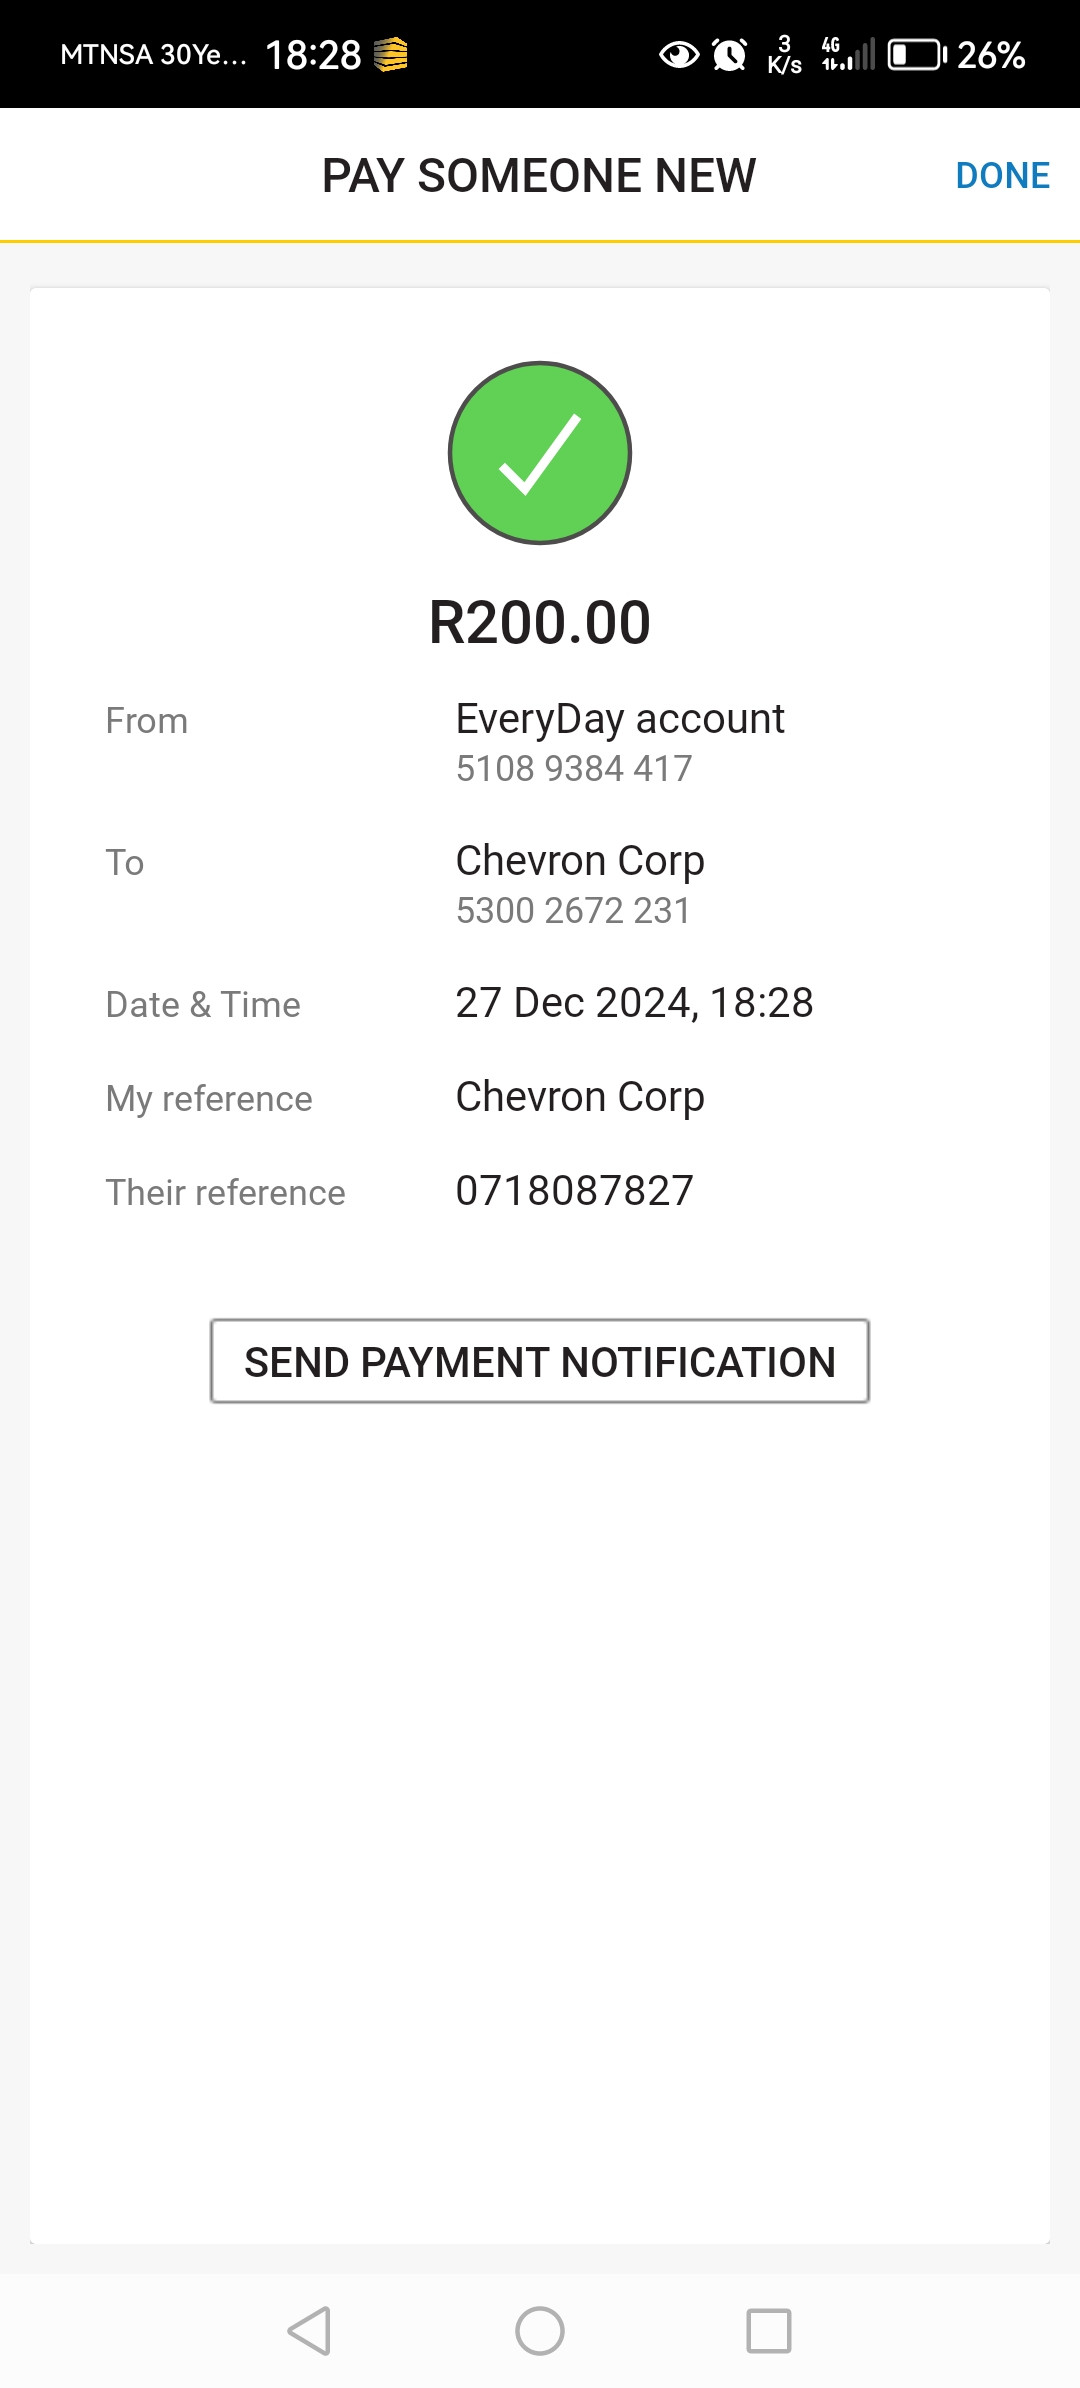 MTNSA 30Ye... 18:28 3 K/s 4G 26%
PAY SOMEONE NEW DONE
R200.00
From EveryDay account
5108 9384 417
To Chevron Corp
5300 2672 231
Date & Time 27 Dec 2024, 18:28
My reference Chevron Corp
Their reference 0718087827
SEND PAYMENT NOTIFICATION